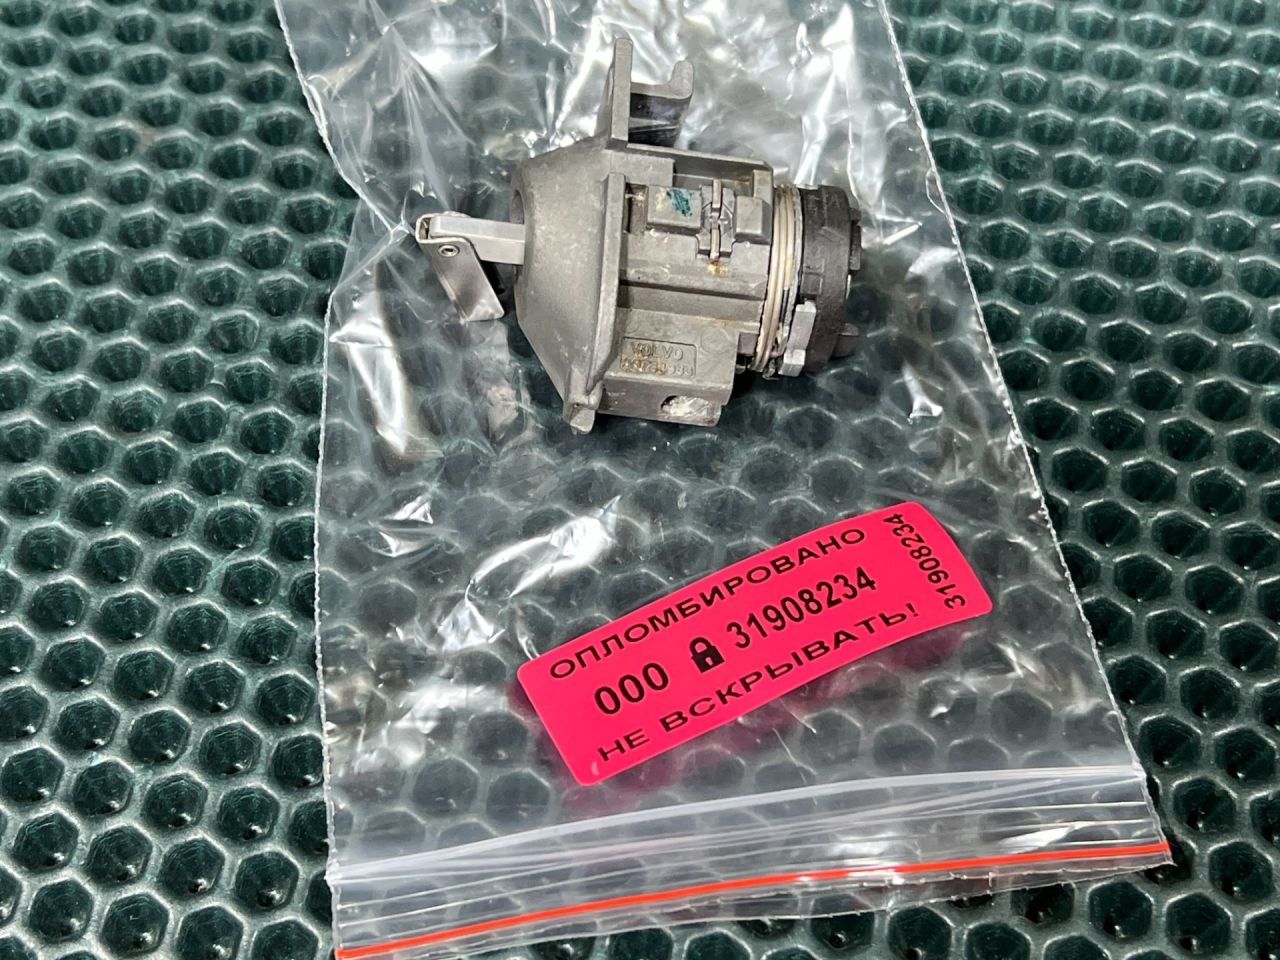 VOLVO
ОПЛОМБИРОВАНО
000 31908234
НЕ ВСКРЫВАТЬ!
31908234